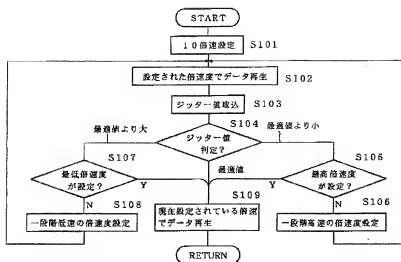 START
10倍速設定 S101
設定された倍速度でデータ再生 S102
ジッター値取込 S103
S104
最適値より大
ジッター値
判定?
最適値より小
S107
最低倍速度
が設定?
Y
N
最適値
S105
最高倍速度
が設定?
Y
N
S108
一段階低速の倍速度設定
S109
現在設定されている倍速
でデータ再生
S106
一段階高速の倍速度設定
RETURN